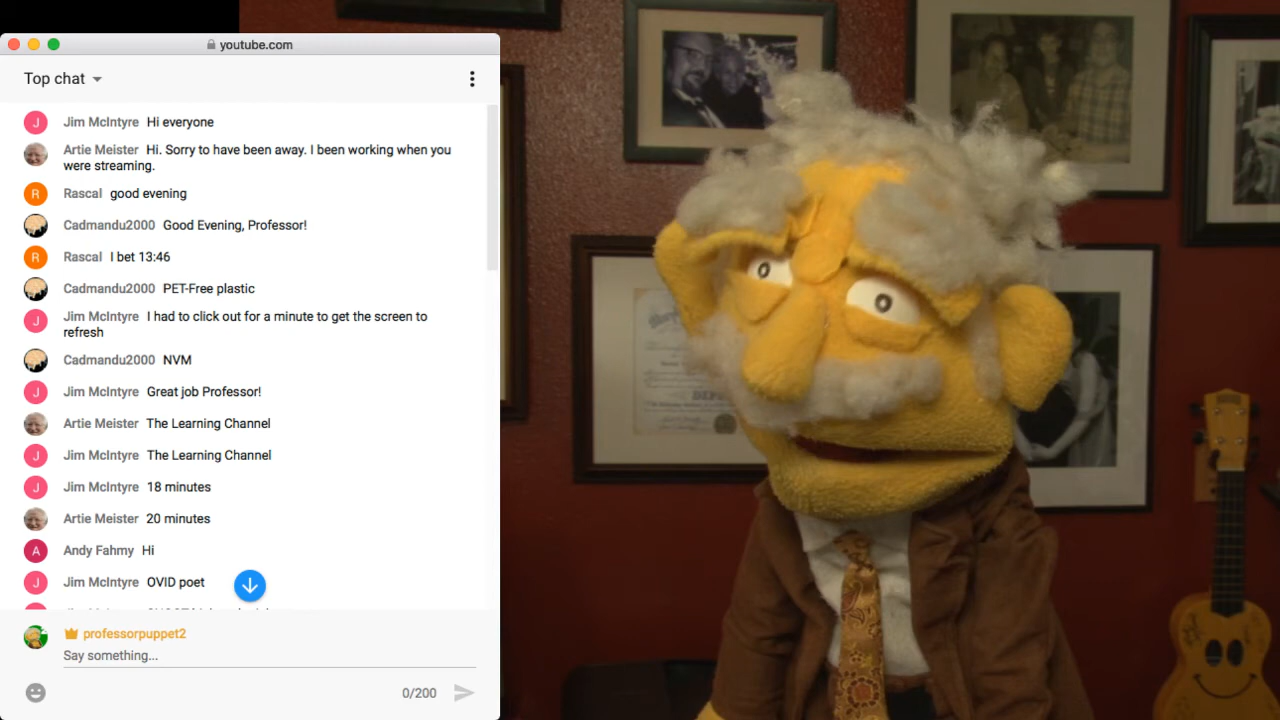 youtube.com
Top chat
J Jim McIntyre Hi everyone
Artie Meister Hi. Sorry to have been away. I been working when you
were streaming.
R Rascal good evening
Cadmandu2000 Good Evening, Professor!
R Rascal I bet 13:46
Cadmandu2000 PET-Free plastic
J Jim McIntyre I had to click out for a minute to get the screen to
refresh
Cadmandu2000 NVM
J Jim McIntyre Great job Professor!
Artie Meister The Learning Channel
J Jim McIntyre The Learning Channel
J Jim McIntyre 18 minutes
Artie Meister 20 minutes
A Andy Fahmy Hi
J Jim McIntyre OVID poet
professorpuppet2
Say something...
0/200